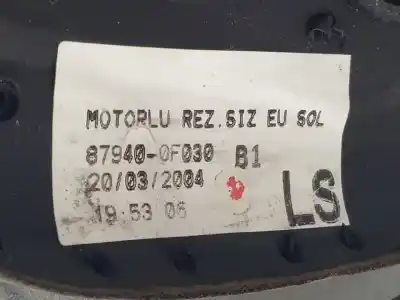 MOTORLU REZ.SIZ EU SOL
87940-0F030 B1
20/03/2004
19:53 06
LS